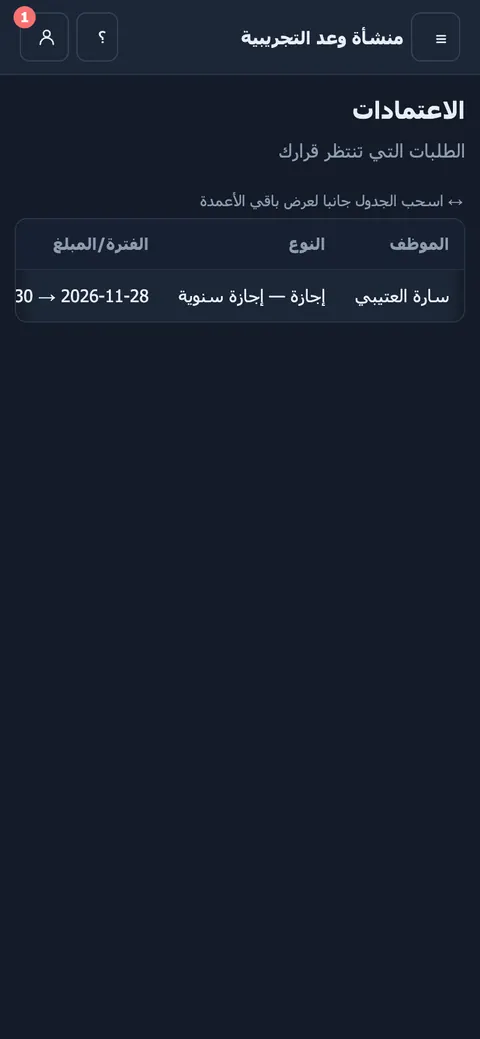 ≡ منشأة وعد التجريبية ؟ 1
الاعتمادات
الطلبات التي تنتظر قرارك
↔ اسحب الجدول جانبا لعرض باقي الأعمدة
الموظف النوع الفترة/المبلغ
سارة العتيبي إجازة — إجازة سنوية 2026-11-28 → 30